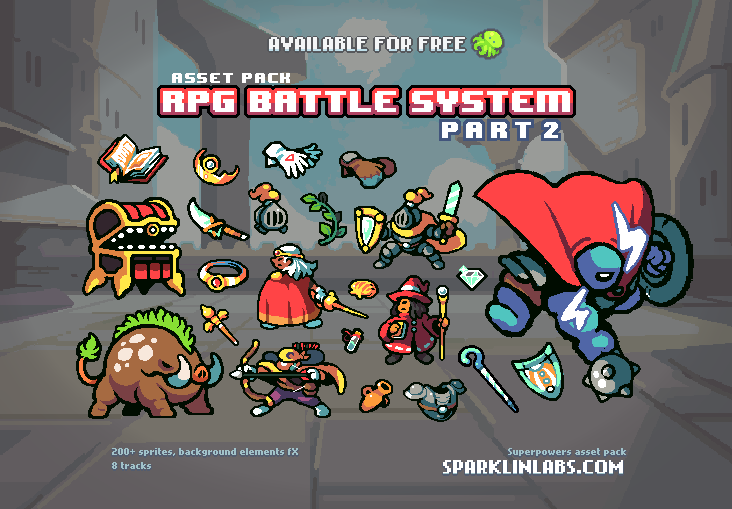 AVAILABLE FOR FREE
ASSET PACK
RPG BATTLE SYSTEM
PART 2
200+ sprites, background elements fX
8 tracks
Superpowers asset pack
SPARKLINLABS.COM